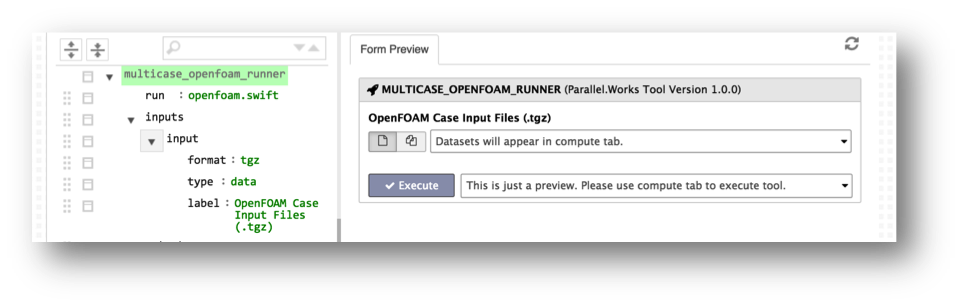 multicase_openfoam_runner
run : openfoam.swift
inputs
input
format : tgz
type : data
label : OpenFOAM Case
Input Files
(.tgz)
Form Preview
MULTICASE_OPENFOAM_RUNNER (Parallel.Works Tool Version 1.0.0)
OpenFOAM Case Input Files (.tgz)
Datasets will appear in compute tab.
Execute
This is just a preview. Please use compute tab to execute tool.